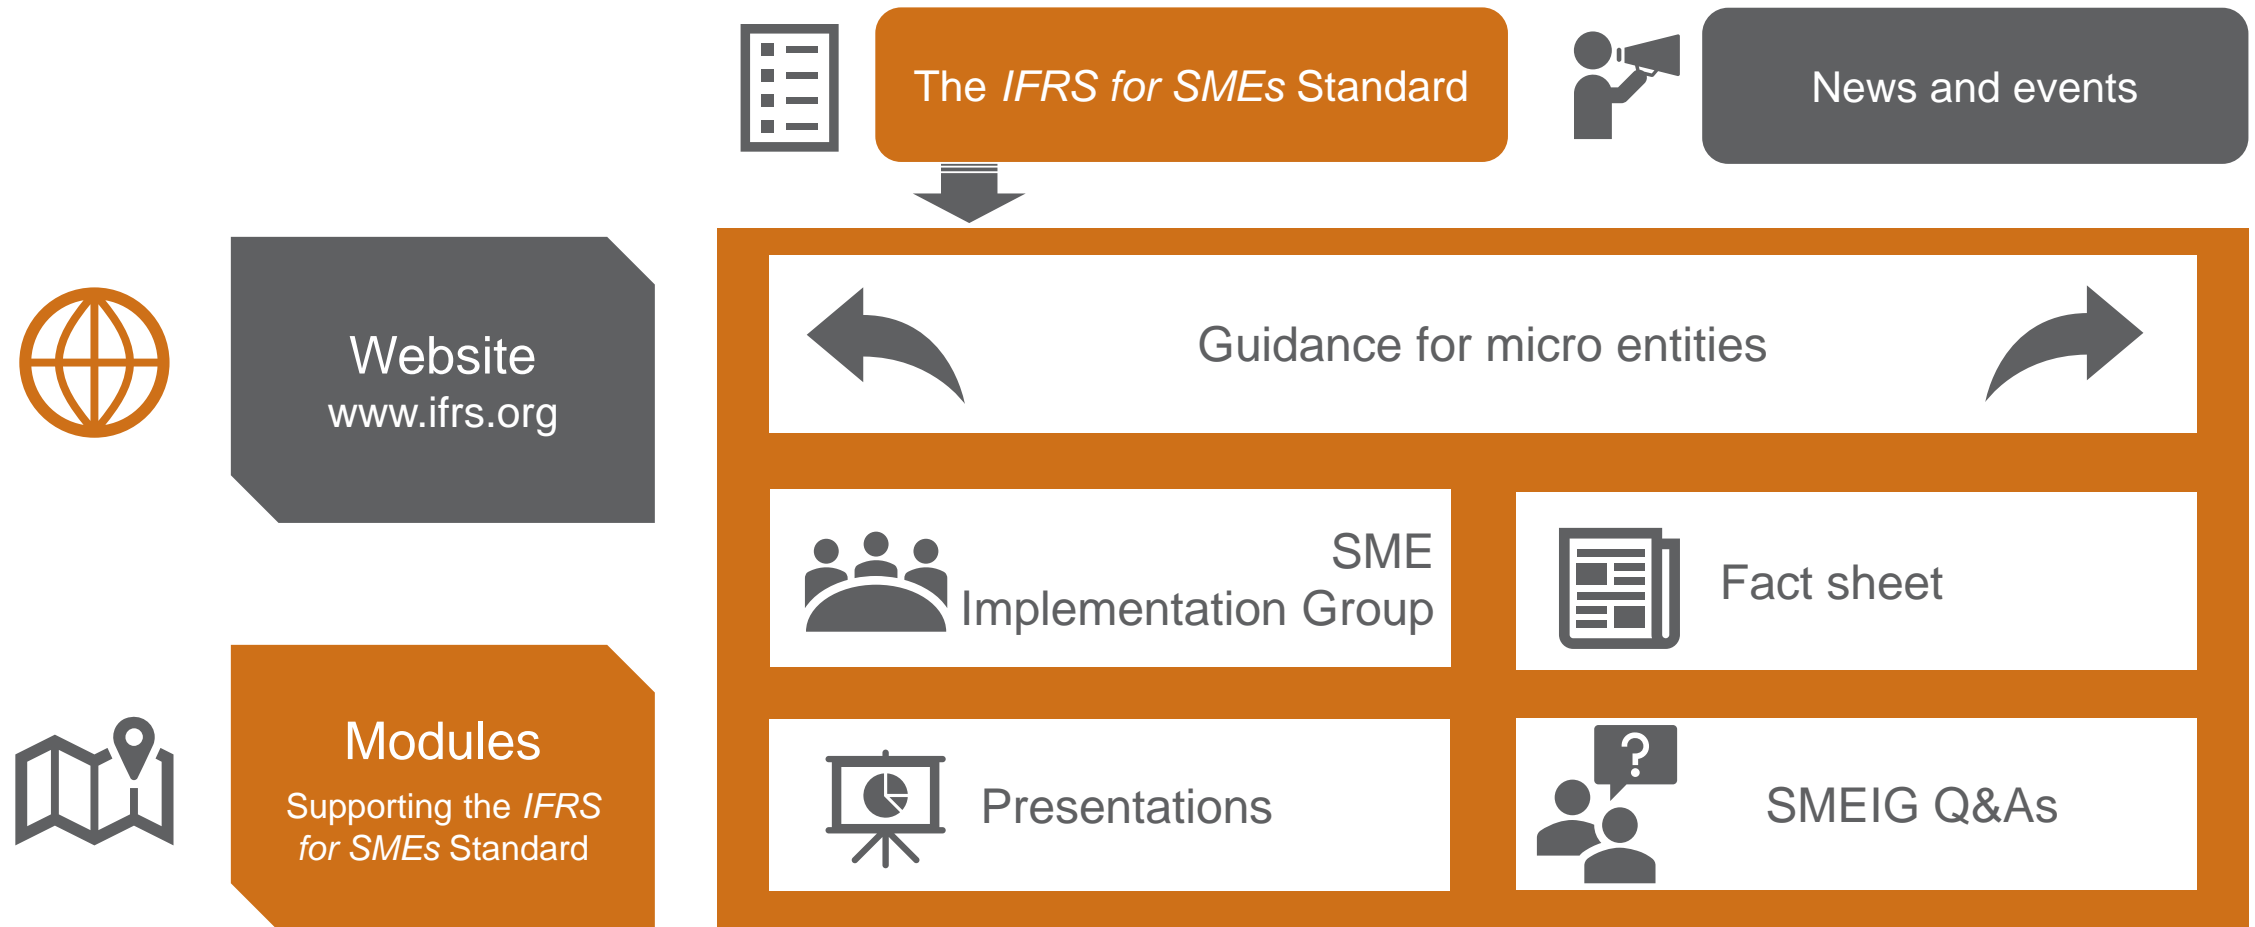 The IFRS for SMEs Standard
News and events
Website
www.ifrs.org
Guidance for micro entities
SME
Implementation Group
Fact sheet
Modules
Supporting the IFRS
for SMEs Standard
Presentations
?
SMEIG Q&As